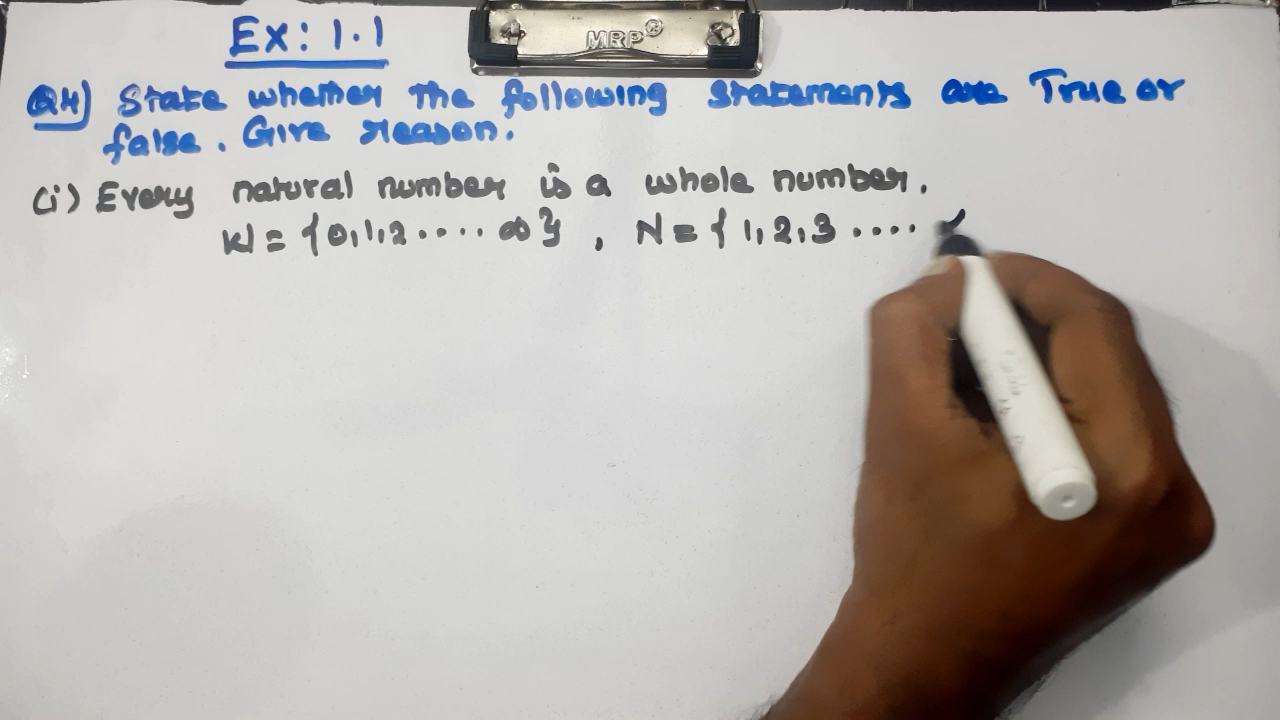 MRP®
Ex: 1.1
Q4) State whether the following statements are True or
false. Give reason.
(i) Every natural number is a whole number.
W = {0,1,2.... ∞}, N = {1,2,3 ....